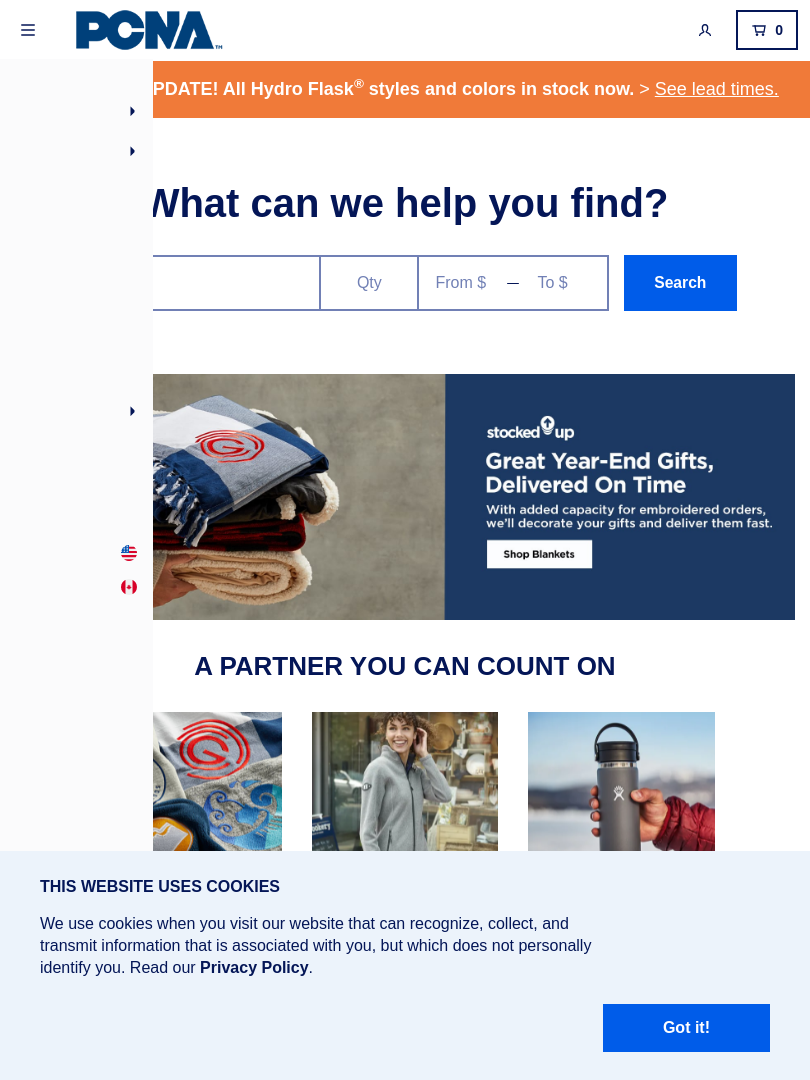 PCNA™
0
PDATE! All Hydro Flask® styles and colors in stock now. > See lead times.
What can we help you find?
Qty
From $ — To $
Search
stocked up
Great Year-End Gifts,
Delivered On Time
With added capacity for embroidered orders,
we'll decorate your gifts and deliver them fast.
Shop Blankets
A PARTNER YOU CAN COUNT ON
THIS WEBSITE USES COOKIES
We use cookies when you visit our website that can recognize, collect, and
transmit information that is associated with you, but which does not personally
identify you. Read our Privacy Policy.
Got it!